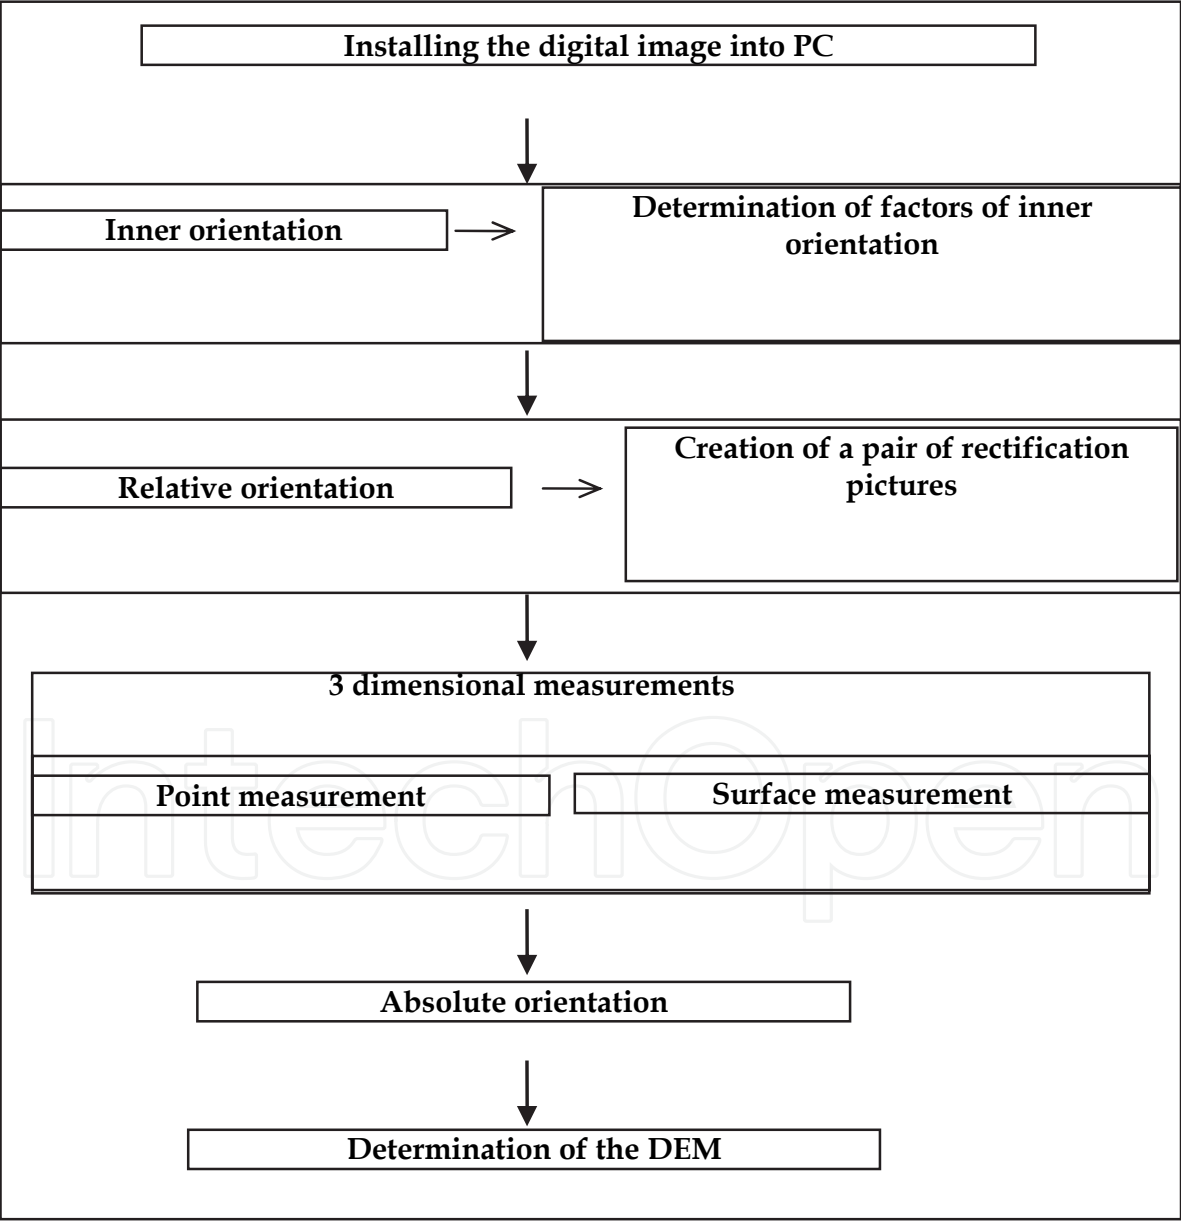 Installing the digital image into PC
Inner orientation
Determination of factors of inner
orientation
Relative orientation
Creation of a pair of rectification
pictures
3 dimensional measurements
Point measurement
Surface measurement
IntechOpen
Absolute orientation
Determination of the DEM